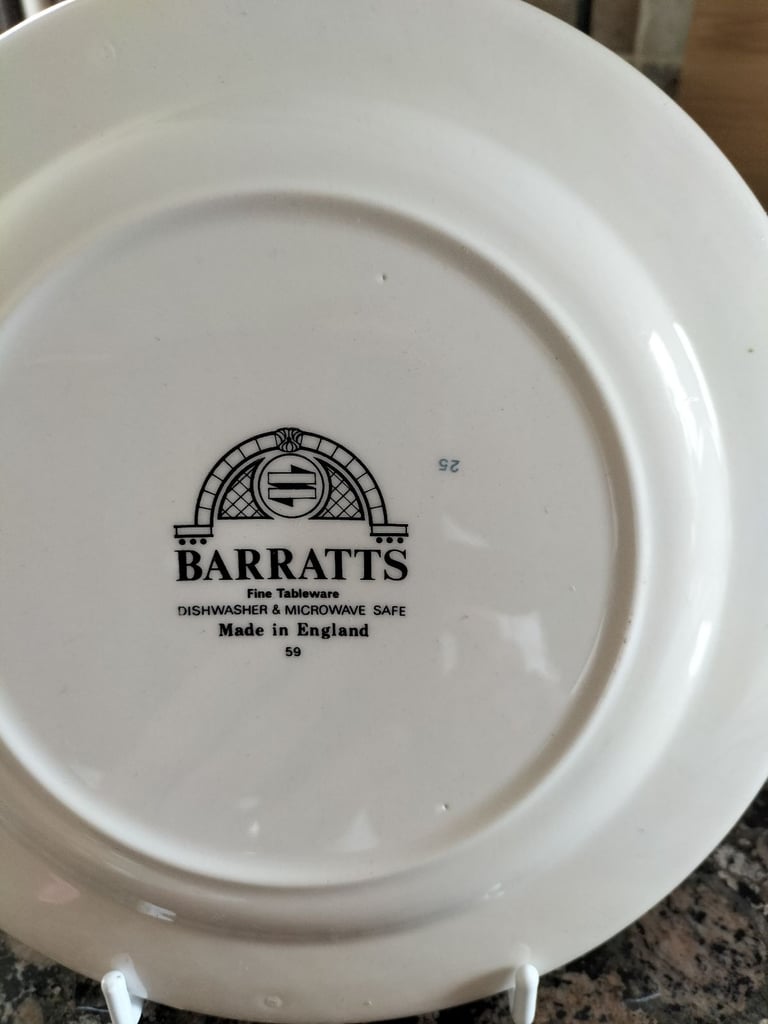 25
BARRATTS
Fine Tableware
DISHWASHER & MICROWAVE SAFE
Made in England
59